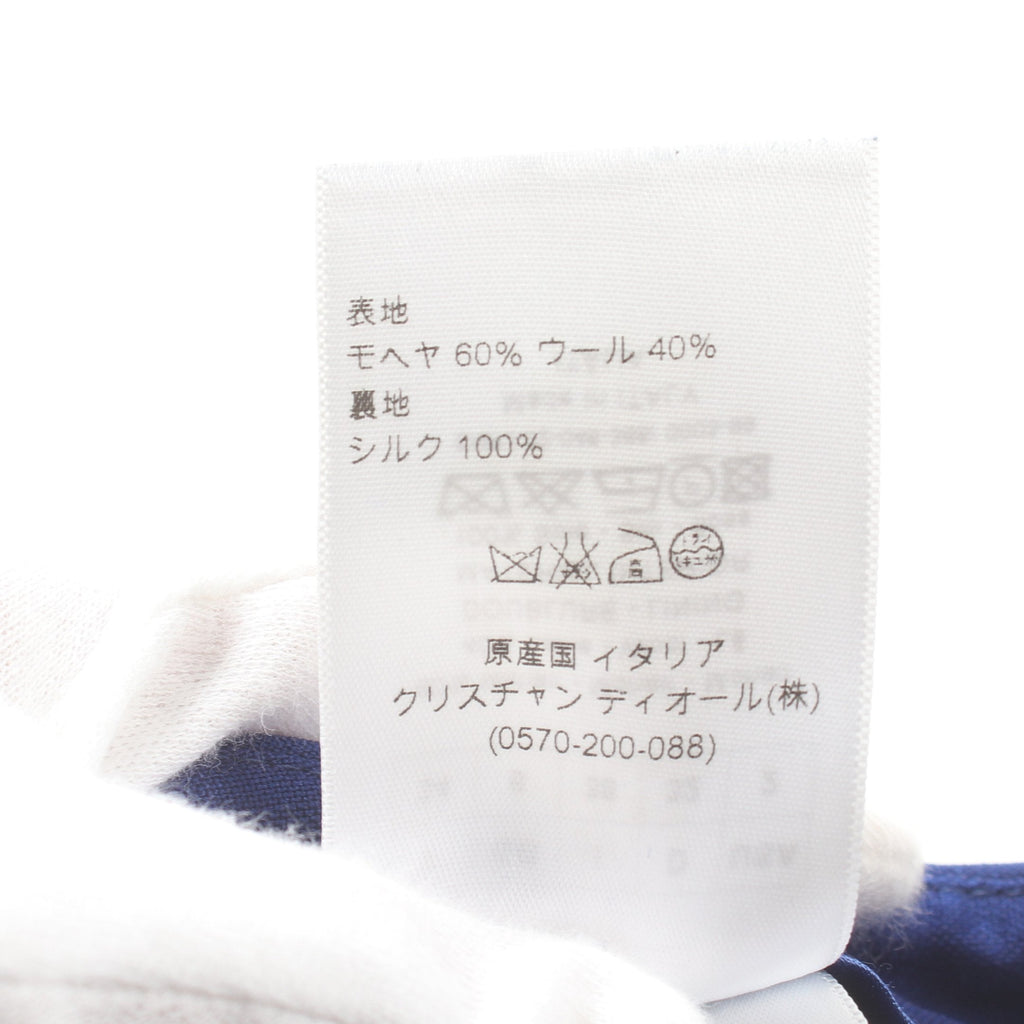 表地
モヘヤ 60% ウール 40%
裏地
シルク 100%
高
原産国 イタリア
クリスチャン ディオール(株)
(0570-200-088)